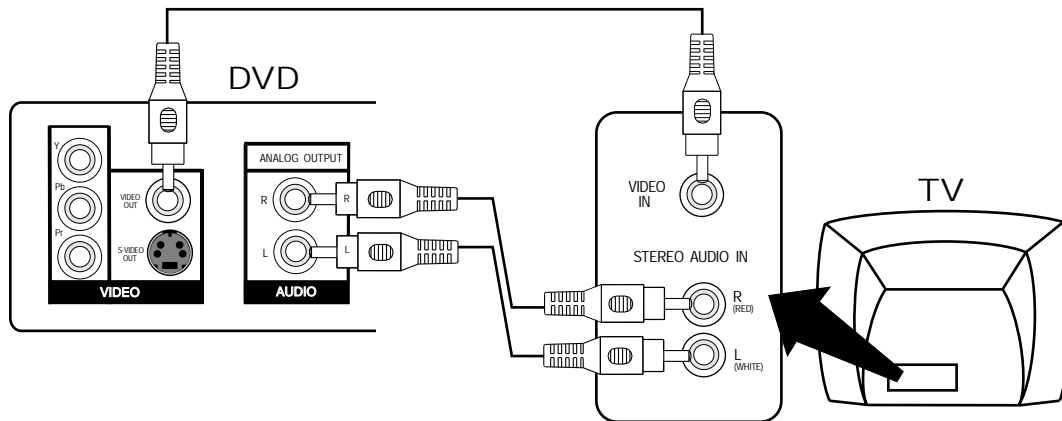 DVD
Y
Pb
Pr
VIDEO
OUT
S-VIDEO
OUT
VIDEO
ANALOG OUTPUT
R
L
AUDIO
R
L
VIDEO
IN
STEREO AUDIO IN
R
(RED)
L
(WHITE)
TV